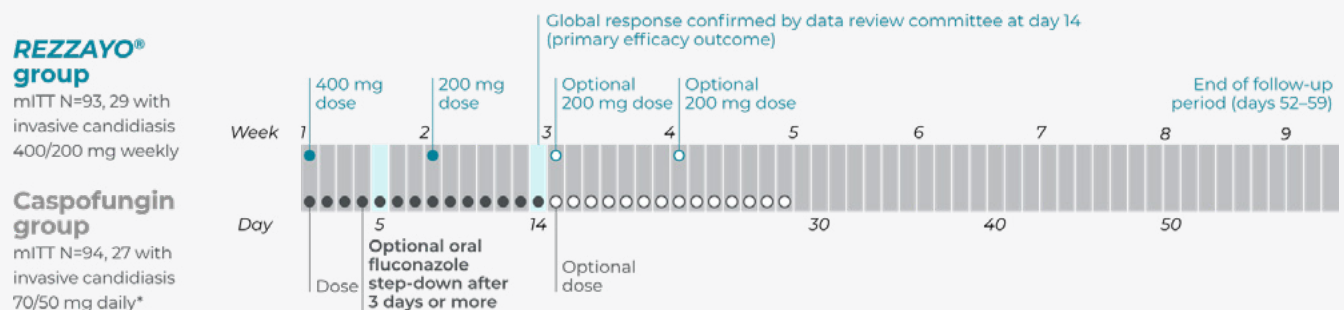 REZZAYO®
group
mITT N=93, 29 with
invasive candidiasis
400/200 mg weekly
Caspofungin
group
mITT N=94, 27 with
invasive candidiasis
70/50 mg daily*
Global response confirmed by data review committee at day 14
(primary efficacy outcome)
400 mg
dose
200 mg
dose
Optional
200 mg dose
Optional
200 mg dose
End of follow-up
period (days 52–59)
Week 1 2 3 4 5 6 7 8 9
Day 5 14 30 40 50
Dose
Optional oral
fluconazole
step-down after
3 days or more
Optional
dose